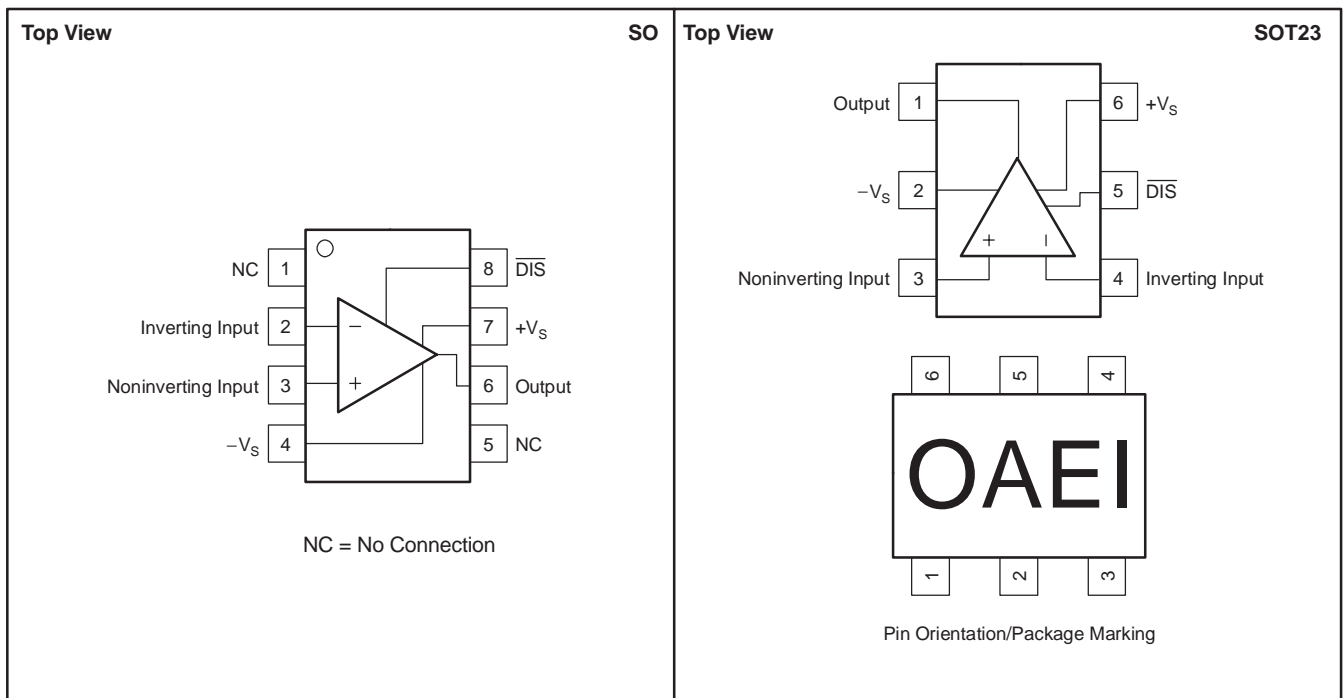 Top View SO
NC 1 8 D̅I̅S̅
Inverting Input 2 − 7 +VS
Noninverting Input 3 + 6 Output
−VS 4 5 NC
NC = No Connection
Top View SOT23
Output 1 6 +VS
−VS 2 5 D̅I̅S̅
+ −
Noninverting Input 3 4 Inverting Input
6 5 4
OAEI
1 2 3
Pin Orientation/Package Marking